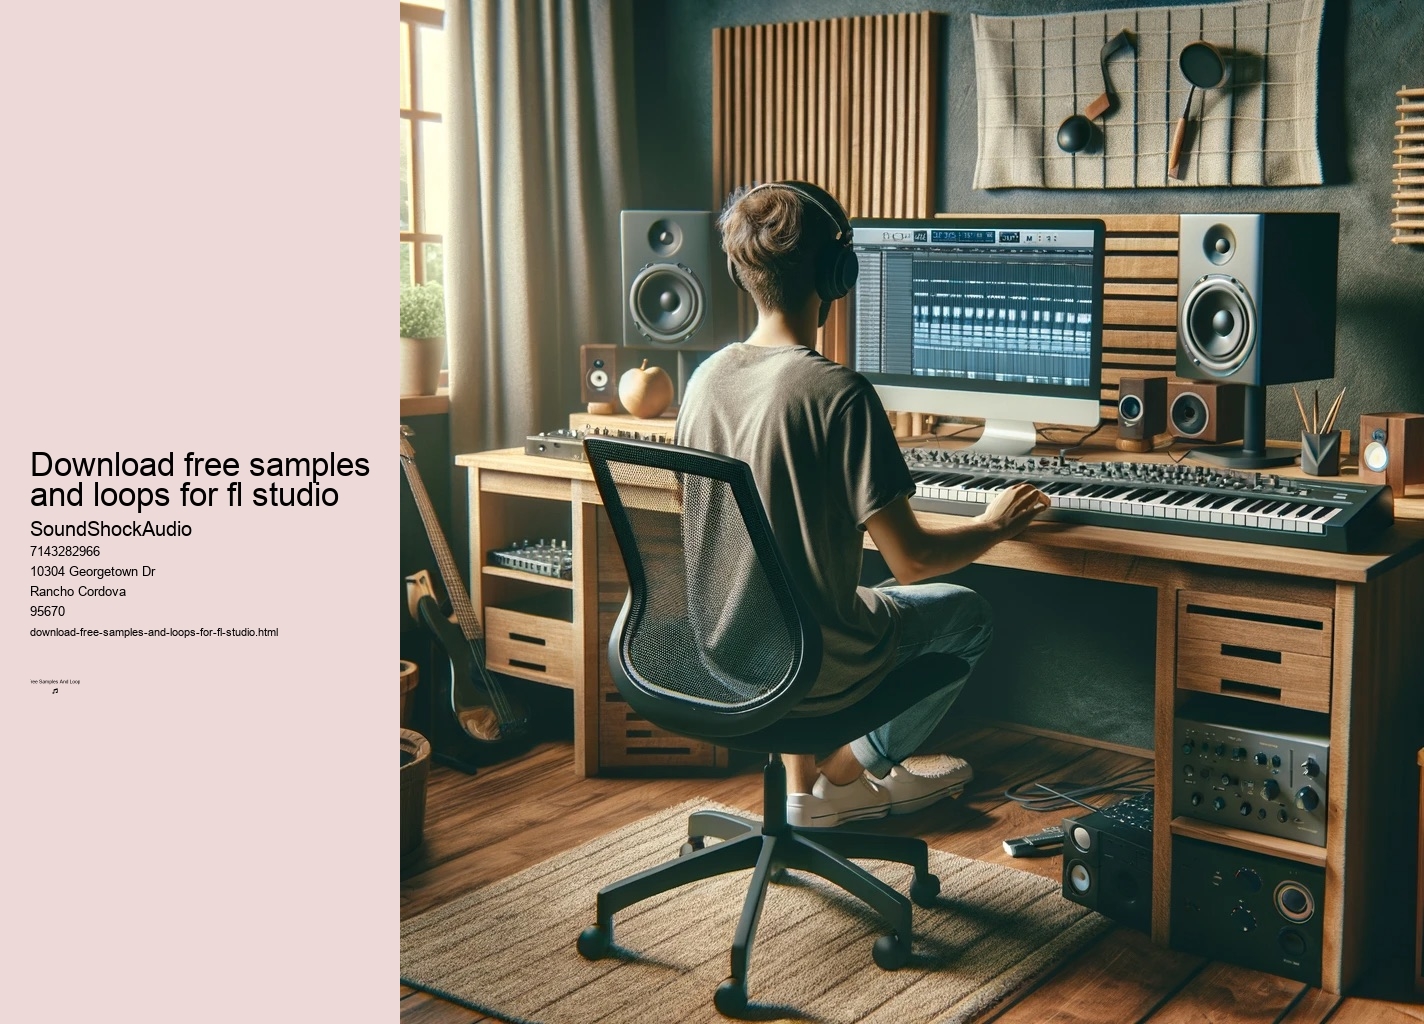 Download free samples
and loops for fl studio
SoundShockAudio
7143282966
10304 Georgetown Dr
Rancho Cordova
95670
download-free-samples-and-loops-for-fl-studio.html
ree Samples And Loop